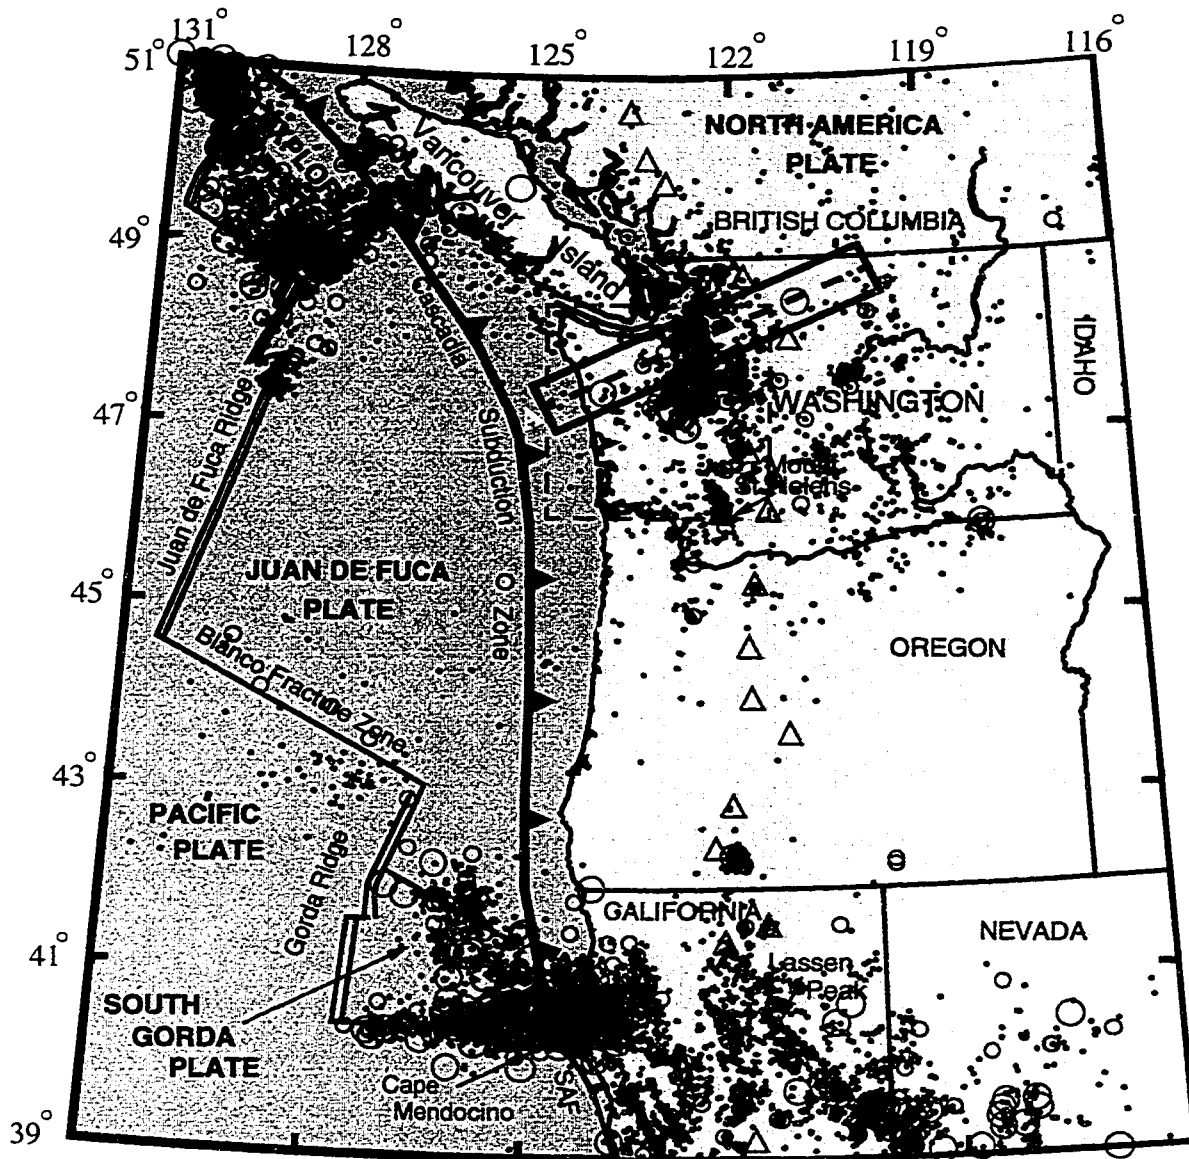 131°
51°
128°
125°
122°
119°
116°
NORTH AMERICA
PLATE
Vancouver
Island
BRITISH COLUMBIA
49°
Cascadia
Subduction
Zone
IDAHO
WASHINGTON
47°
Juan de Fuca Ridge
Mount
St. Helens
JUAN DE FUCA
PLATE
45°
Blanco Fracture Zone
OREGON
43°
PACIFIC
PLATE
Gorda Ridge
CALIFORNIA
NEVADA
41°
Lassen
Peak
SOUTH
GORDA
PLATE
Cape
Mendocino
SAF
39°